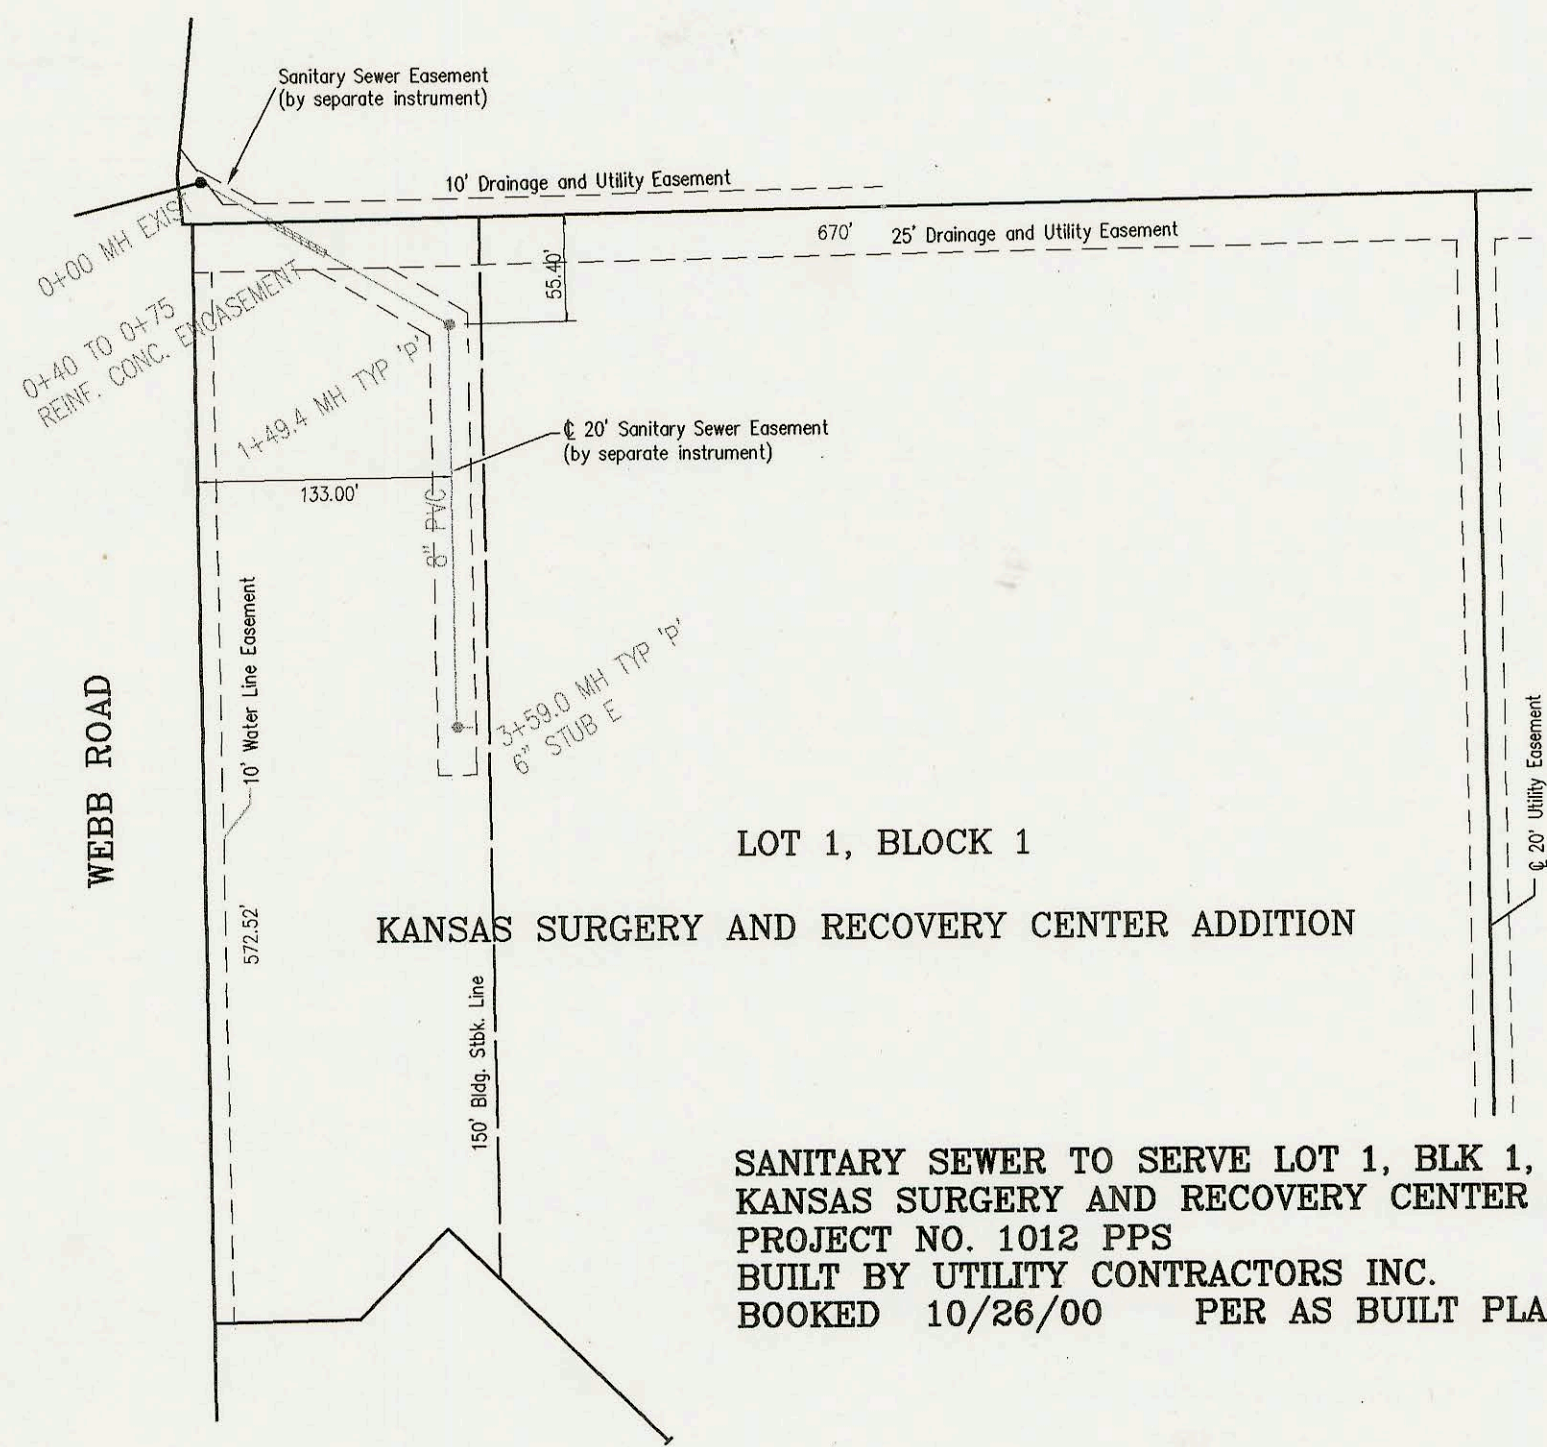 Sanitary Sewer Easement
(by separate instrument)
10' Drainage and Utility Easement
670'
25' Drainage and Utility Easement
0+00 MH EXIST
55.40'
0+40 TO 0+75
REINF. CONC. ENCASEMENT
1+49.4 MH TYP 'P'
℄ 20' Sanitary Sewer Easement
(by separate instrument)
133.00'
8" PVC
10' Water Line Easement
3+59.0 MH TYP 'P'
6" STUB E
WEBB ROAD
℄ 20' Utility Easement
LOT 1, BLOCK 1
KANSAS SURGERY AND RECOVERY CENTER ADDITION
572.52'
150' Bldg. Stbk. Line
SANITARY SEWER TO SERVE LOT 1, BLK 1,
KANSAS SURGERY AND RECOVERY CENTER
PROJECT NO. 1012 PPS
BUILT BY UTILITY CONTRACTORS INC.
BOOKED 10/26/00 PER AS BUILT PLA